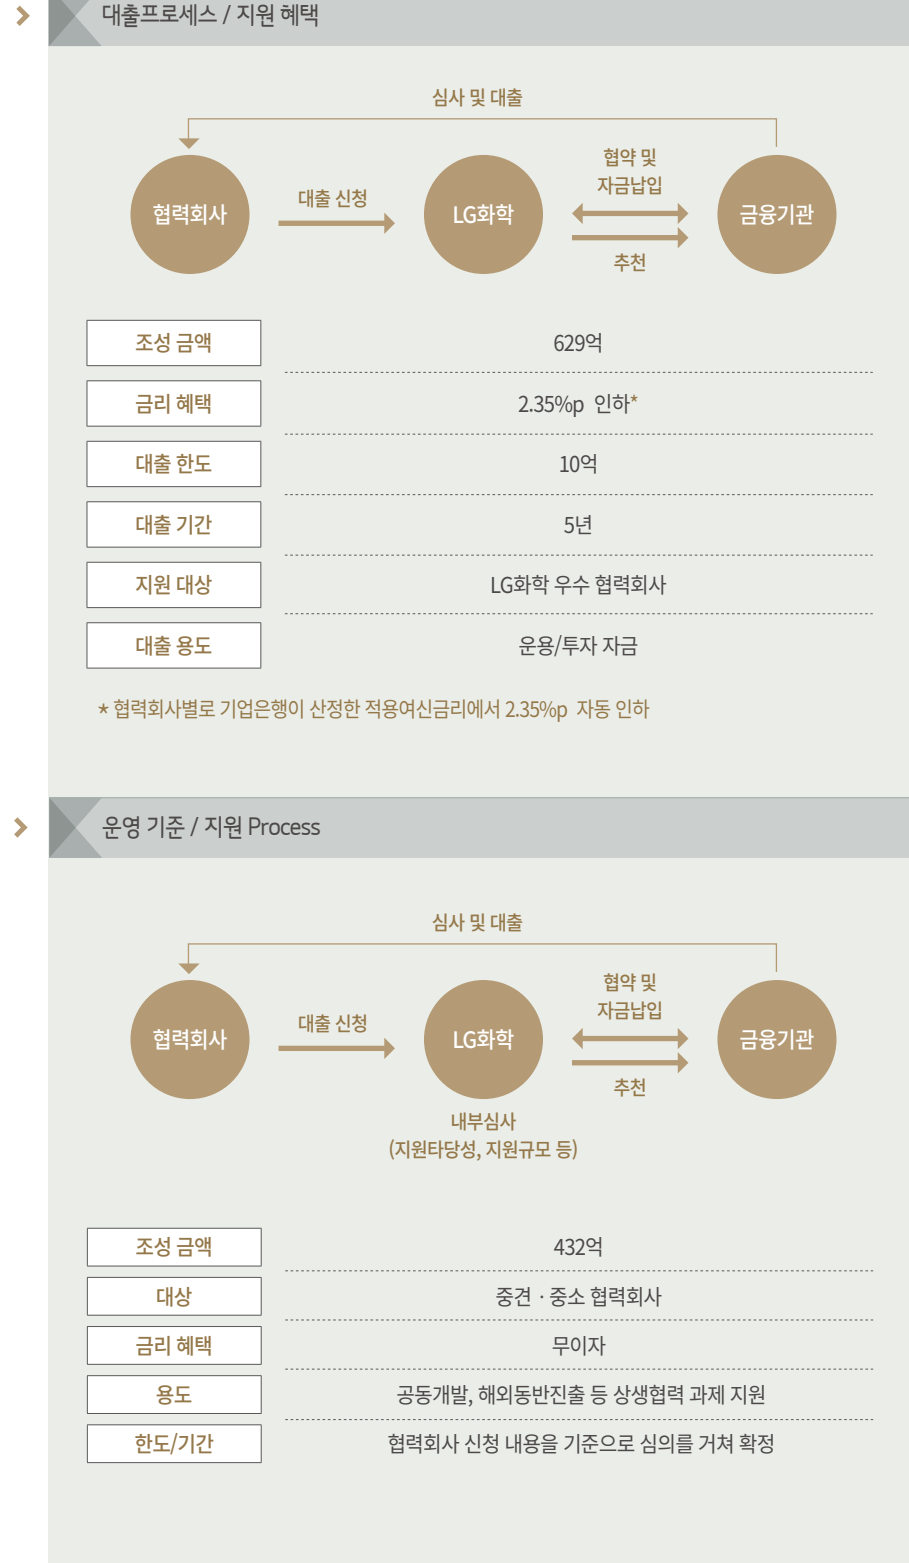 대출프로세스 / 지원 혜택
심사 및 대출
협약 및
자금납입
대출 신청
협력회사
LG화학
금융기관
추천
조성 금액
629억
금리 혜택
2.35%p 인하*
대출 한도
10억
대출 기간
5년
지원 대상
LG화학 우수 협력회사
대출 용도
운용/투자 자금
* 협력회사별로 기업은행이 산정한 적용여신금리에서 2.35%p 자동 인하
운영 기준 / 지원 Process
심사 및 대출
협약 및
자금납입
대출 신청
협력회사
LG화학
금융기관
추천
내부심사
(지원타당성, 지원규모 등)
조성 금액
432억
대상
중견 · 중소 협력회사
금리 혜택
무이자
용도
공동개발, 해외동반진출 등 상생협력 과제 지원
한도/기간
협력회사 신청 내용을 기준으로 심의를 거쳐 확정